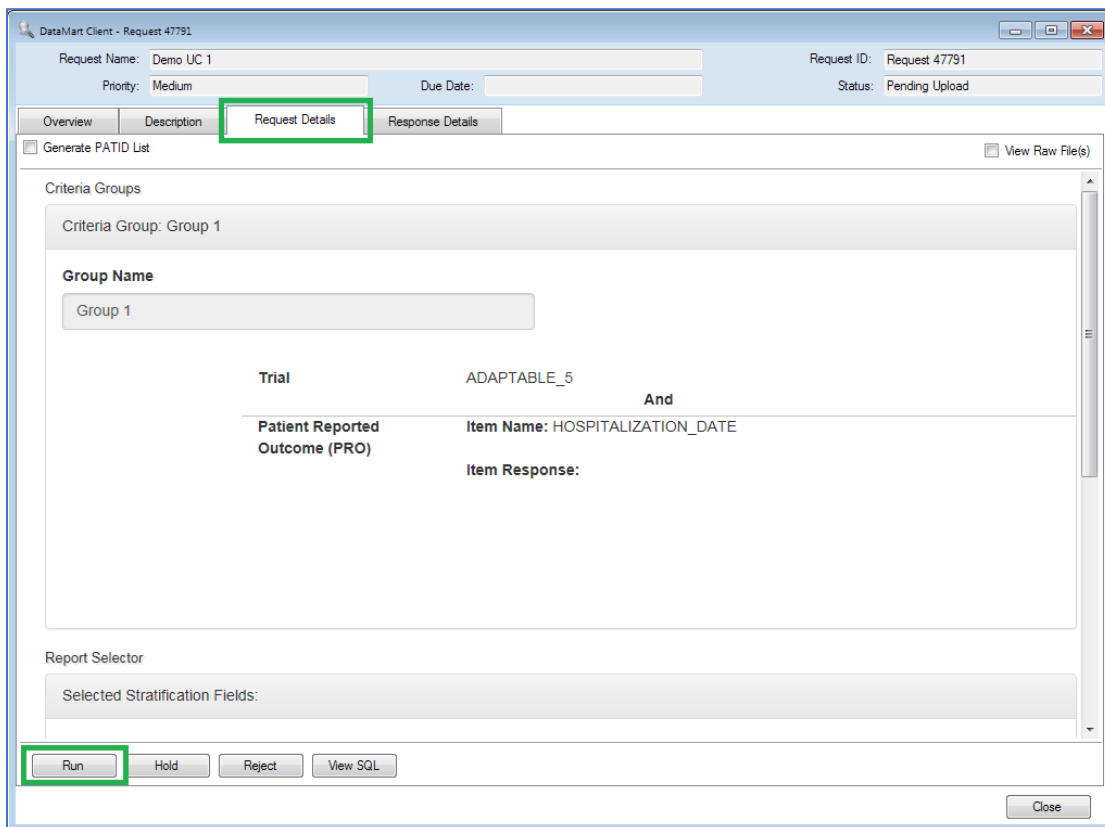 DataMart Client - Request 47791
Request Name: Demo UC 1 Request ID: Request 47791
Priority: Medium Due Date: Status: Pending Upload
Overview Description Request Details Response Details
Generate PATID List View Raw File(s)
Criteria Groups
Criteria Group: Group 1
Group Name
Group 1
Trial ADAPTABLE_5
And
Patient Reported Item Name: HOSPITALIZATION_DATE
Outcome (PRO)
Item Response:
Report Selector
Selected Stratification Fields:
Run Hold Reject View SQL
Close